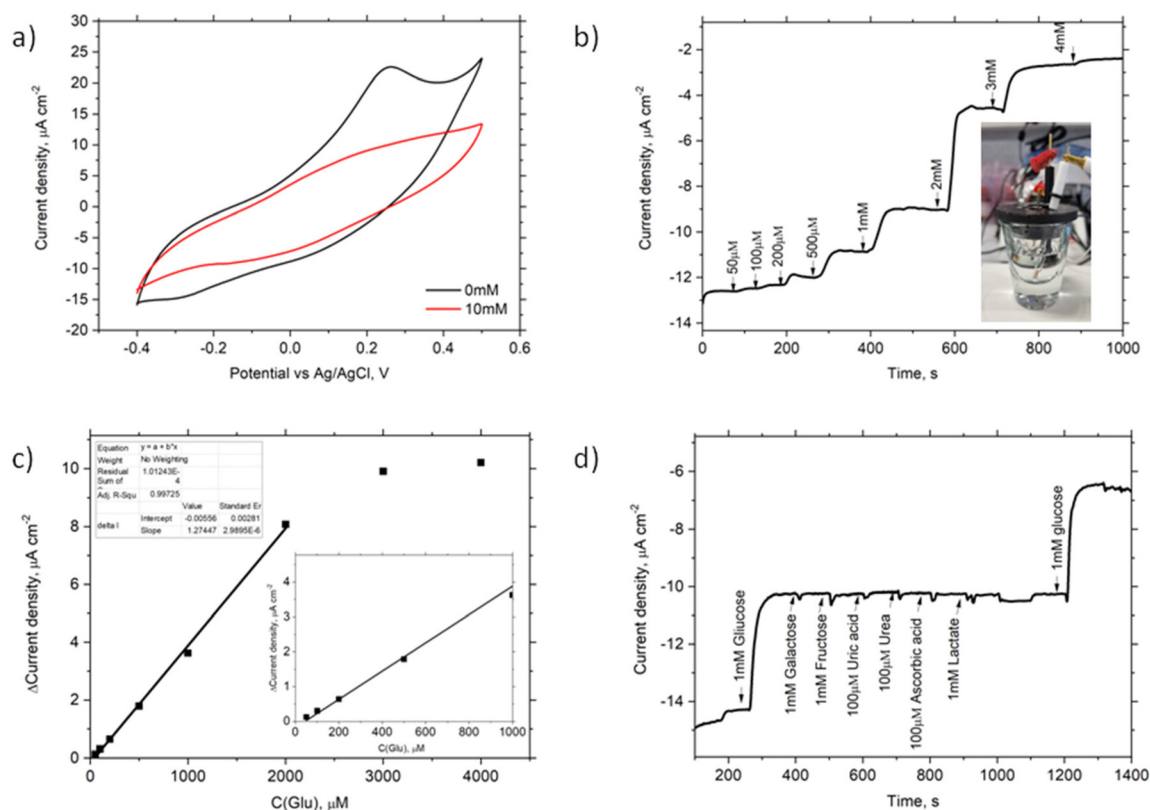 a)
Current density, µA cm⁻²
25
20
15
10
5
0
-5
-10
-15
-20
-0.4
-0.2
0.0
0.2
0.4
0.6
Potential vs Ag/AgCl, V
0mM
10mM
b)
Current density, µA cm⁻²
-2
-4
-6
-8
-10
-12
-14
0
200
400
600
800
1000
Time, s
50µM
100µM
200µM
500µM
1mM
2mM
3mM
4mM
c)
ΔCurrent density, µA cm⁻²
10
8
6
4
2
0
0
1000
2000
3000
4000
C(Glu), µM
Equation y = a + b*x
Weight No Weighting
Residual 1.01243E-
Sum of 4
Adj. R-Squ 0.99725
Value Standard Er
Intercept -0.00556 0.00281
delta I
Slope 1.27447 2.9895E-6
ΔCurrent density, µA cm⁻²
4
3
2
1
0
200
400
600
800
1000
C(Glu), µM
d)
Current density, µA cm⁻²
-6
-8
-10
-12
-14
200
400
600
800
1000
1200
1400
Time, s
1mM Gliucose
1mM Galactose
1mM Fructose
100µM Uric acid
100µM Urea
100µM Ascorbic acid
1mM Lactate
1mM glucose